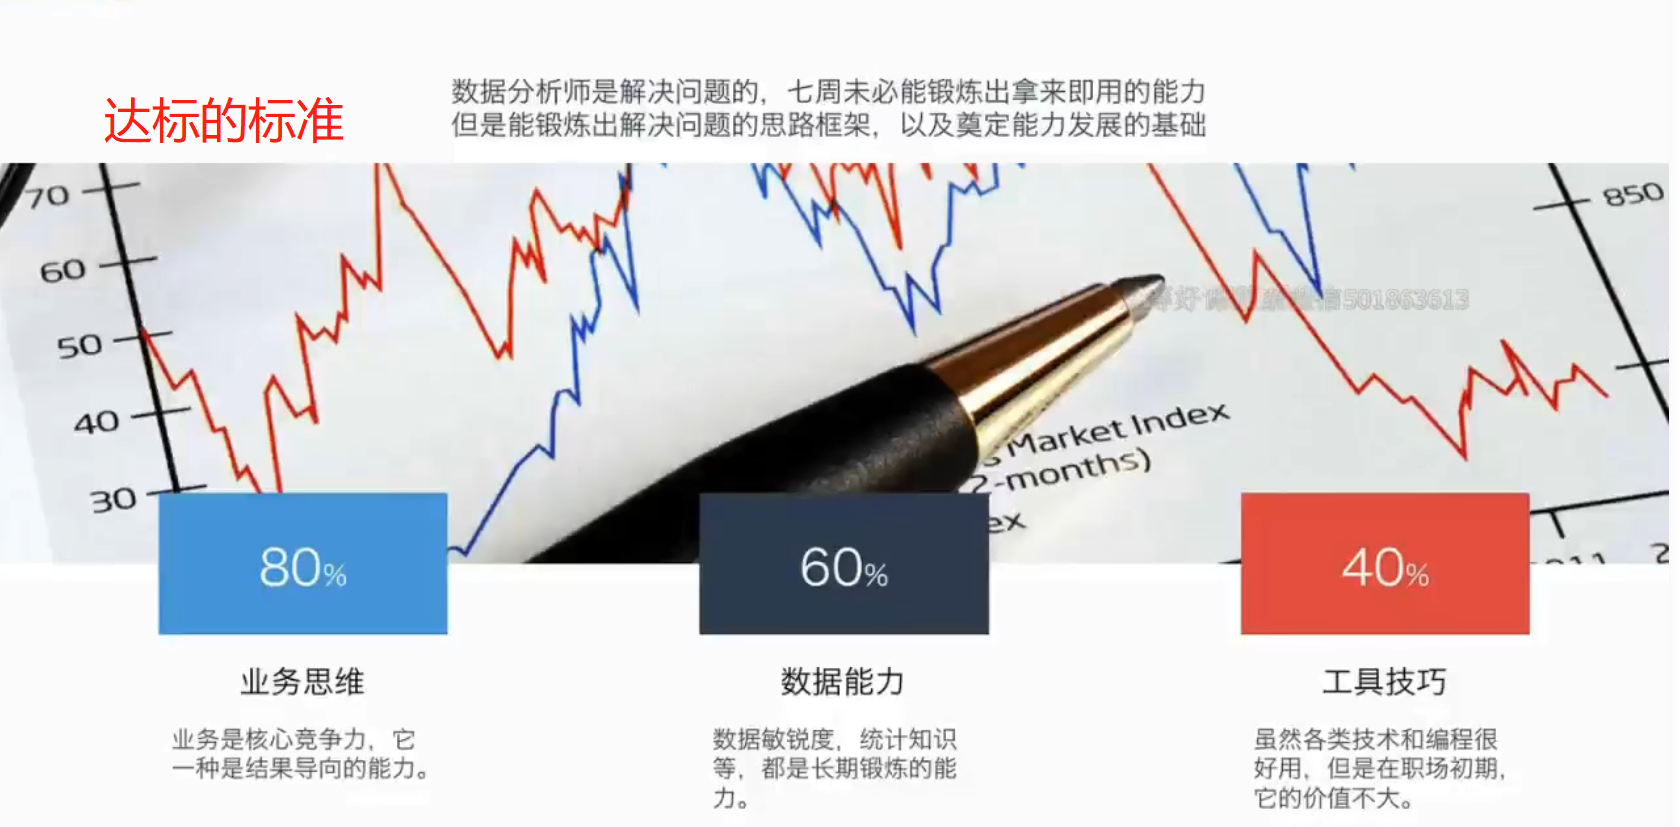 达标的标准
数据分析师是解决问题的，七周未必能锻炼出拿来即用的能力
但是能锻炼出解决问题的思路框架，以及奠定能力发展的基础
70
60
50
40
30
850
501863613
Market Index
2-months)
ex
2011
80%
60%
40%
业务思维
数据能力
工具技巧
业务是核心竞争力，它
一种是结果导向的能力。
数据敏锐度，统计知识
等，都是长期锻炼的能
力。
虽然各类技术和编程很
好用，但是在职场初期，
它的价值不大。